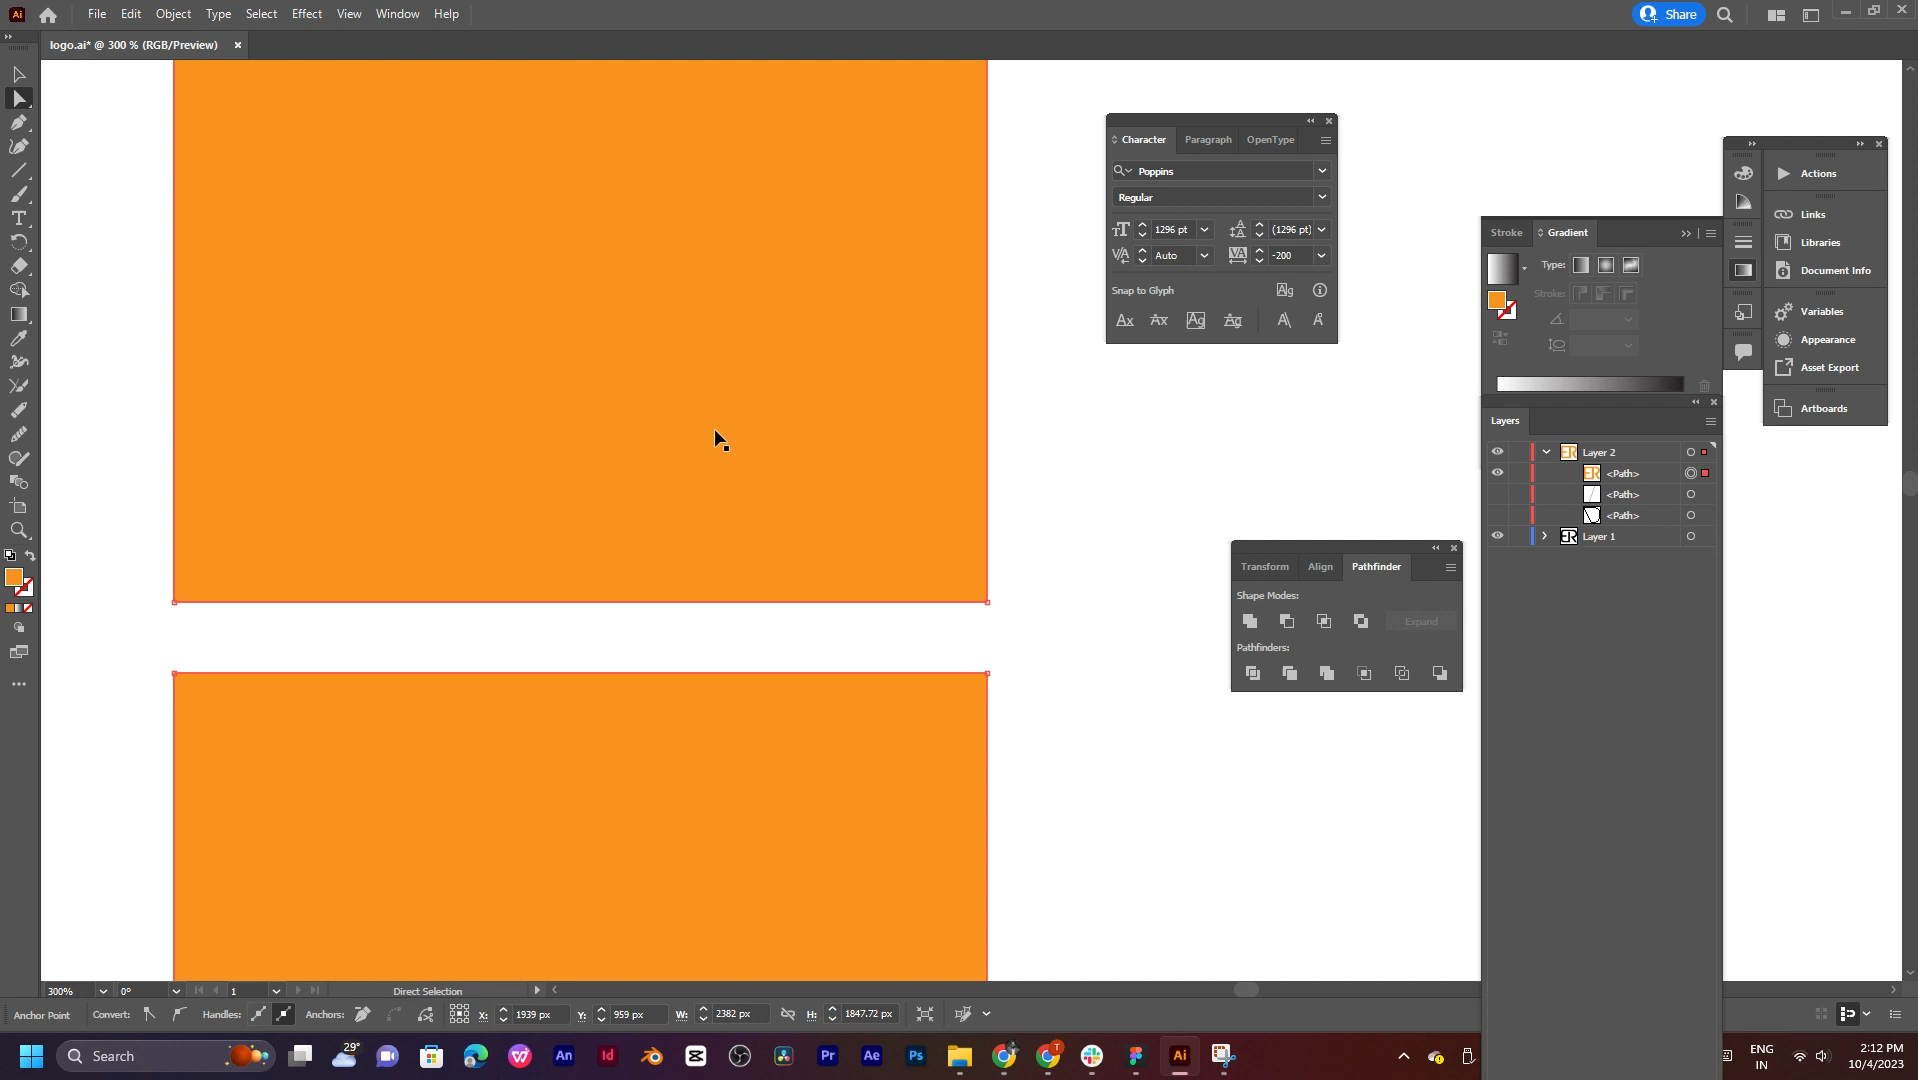 Ai File Edit Object Type Select Effect View Window Help Share
logo.ai* @ 300 % (RGB/Preview) ×
Character Paragraph OpenType
Poppins
Regular
1296 pt (1296 pt)
Auto -200
Snap to Glyph
Actions
Links
Libraries
Document Info
Variables
Appearance
Asset Export
Artboards
Stroke Gradient
Type:
Stroke:
Layers
Layer 2
<Path>
<Path>
<Path>
Layer 1
Transform Align Pathfinder
Shape Modes:
Expand
Pathfinders:
300% 0° 1 Direct Selection
Anchor Point Convert: Handles: Anchors: X: 1939 px Y: 959 px W: 2382 px H: 1847.72 px
Search 29° An Id Pr Ae Ps Ai ENG IN 2:12 PM 10/4/2023